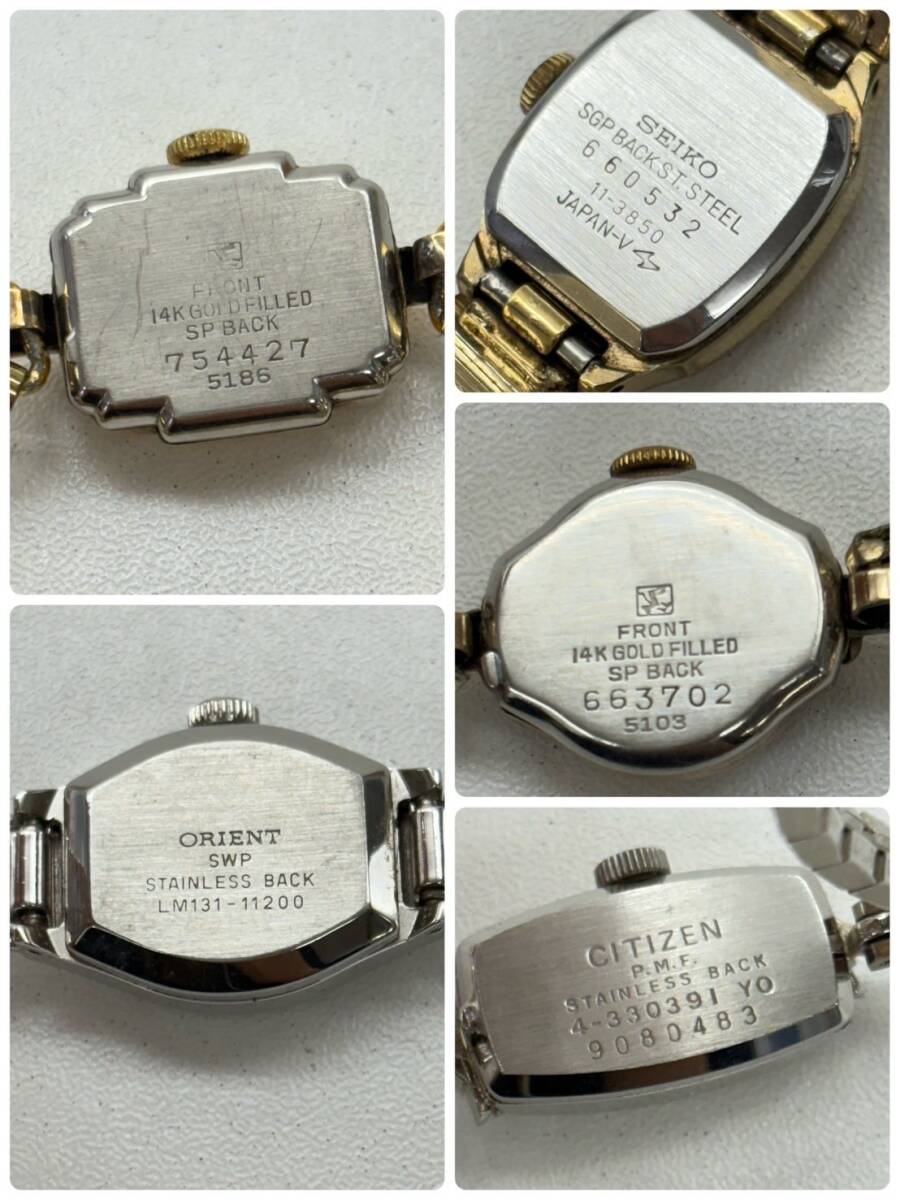 FRONT
14K GOLD FILLED
SP BACK
754427
5186
SEIKO
SGP BACK ST. STEEL
660532
11-3850
JAPAN-V
FRONT
14K GOLD FILLED
SP BACK
663702
5103
ORIENT
SWP
STAINLESS BACK
LM131-11200
CITIZEN
P.M.F.
STAINLESS BACK
4-330391 YO
9080483